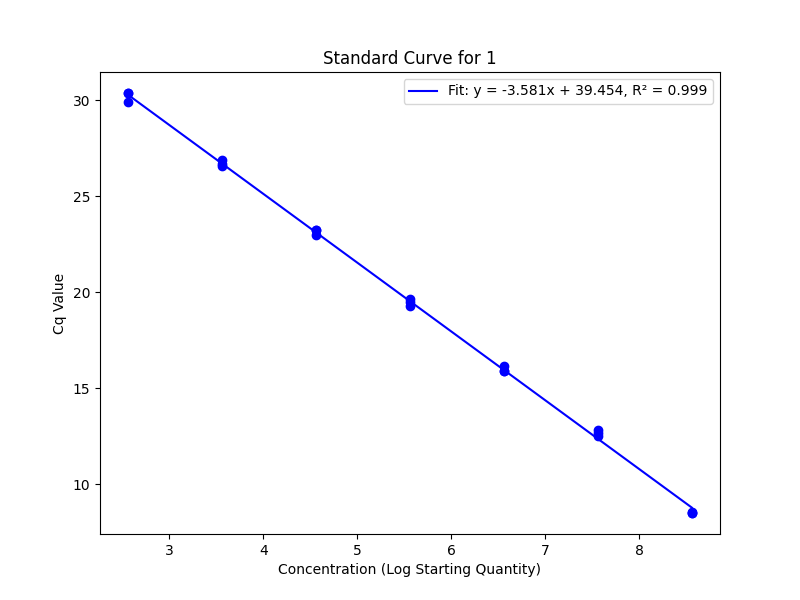 Standard Curve for 1
Fit: y = -3.581x + 39.454, R² = 0.999
30
25
20
15
10
Cq Value
3 4 5 6 7 8
Concentration (Log Starting Quantity)